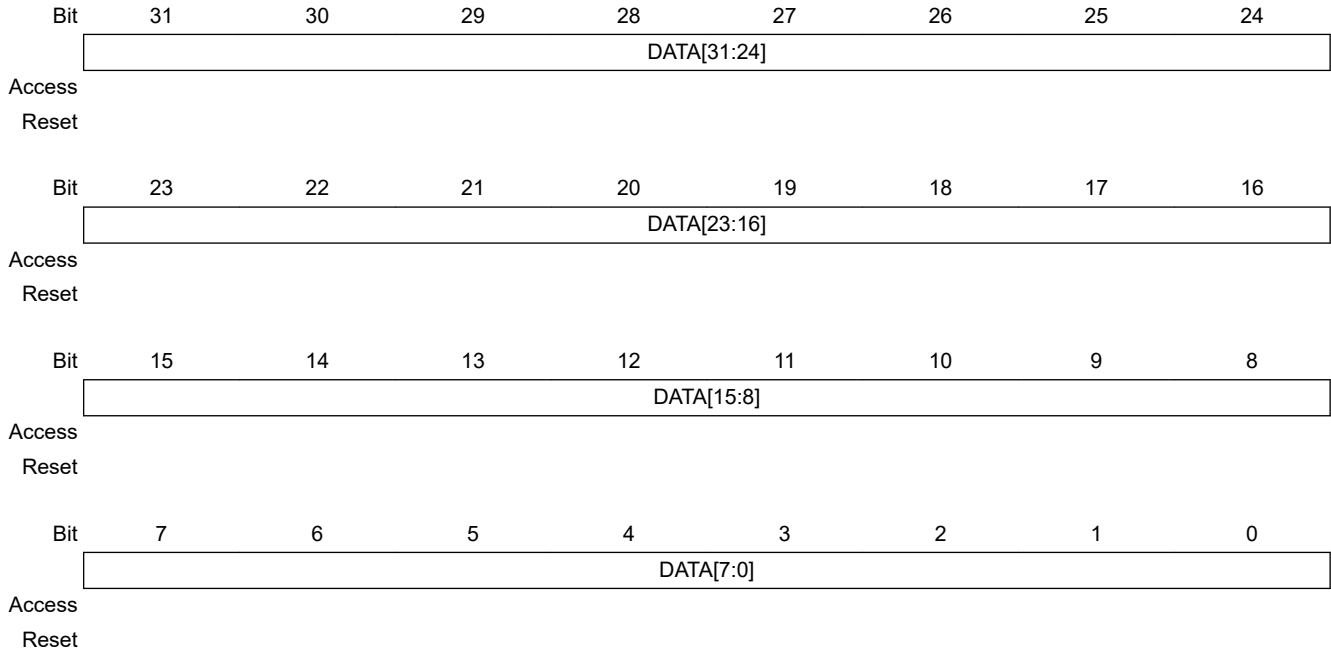 Bit 31 30 29 28 27 26 25 24
DATA[31:24]
Access
Reset
Bit 23 22 21 20 19 18 17 16
DATA[23:16]
Access
Reset
Bit 15 14 13 12 11 10 9 8
DATA[15:8]
Access
Reset
Bit 7 6 5 4 3 2 1 0
DATA[7:0]
Access
Reset